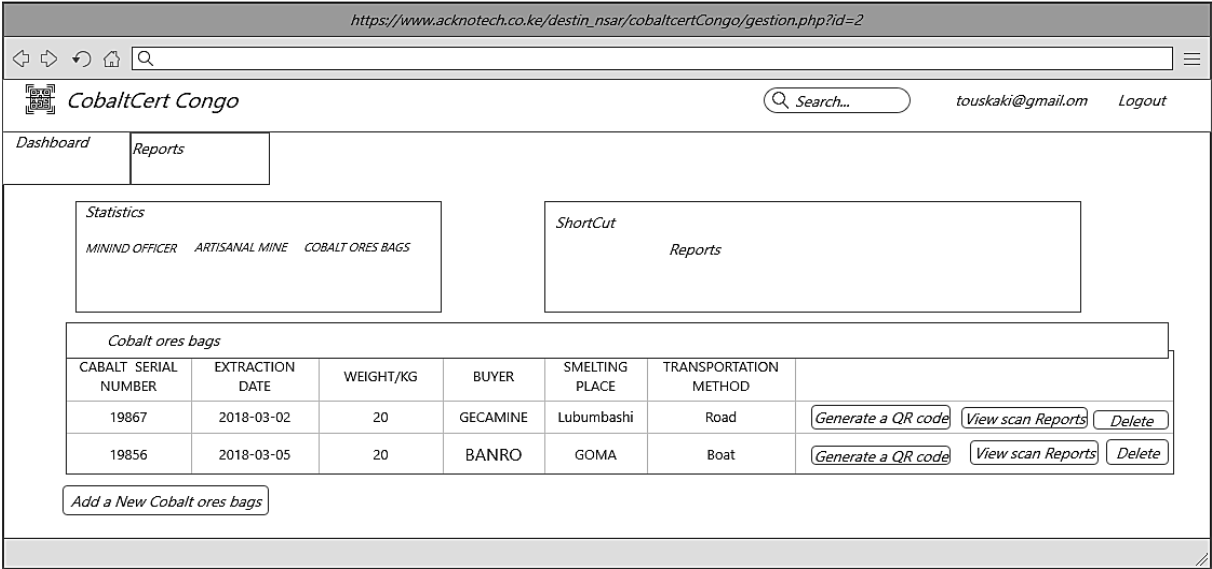 https://www.acknotech.co.ke/destin_nsar/cobaltcertCongo/gestion.php?id=2
CobaltCert Congo
Search...
touskaki@gmail.om
Logout
Dashboard
Reports
Statistics
MININD OFFICER ARTISANAL MINE COBALT ORES BAGS
ShortCut
Reports
Cobalt ores bags
CABALT SERIAL NUMBER EXTRACTION DATE WEIGHT/KG BUYER SMELTING PLACE TRANSPORTATION METHOD
19867 2018-03-02 20 GECAMINE Lubumbashi Road Generate a QR code View scan Reports Delete
19856 2018-03-05 20 BANRO GOMA Boat Generate a QR code View scan Reports Delete
Add a New Cobalt ores bags